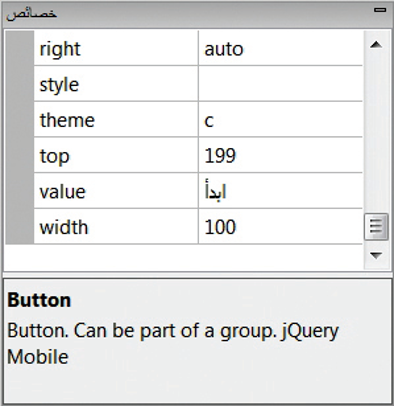 خصائص
right auto
style
theme c
top 199
value ابدأ
width 100
Button
Button. Can be part of a group. jQuery
Mobile